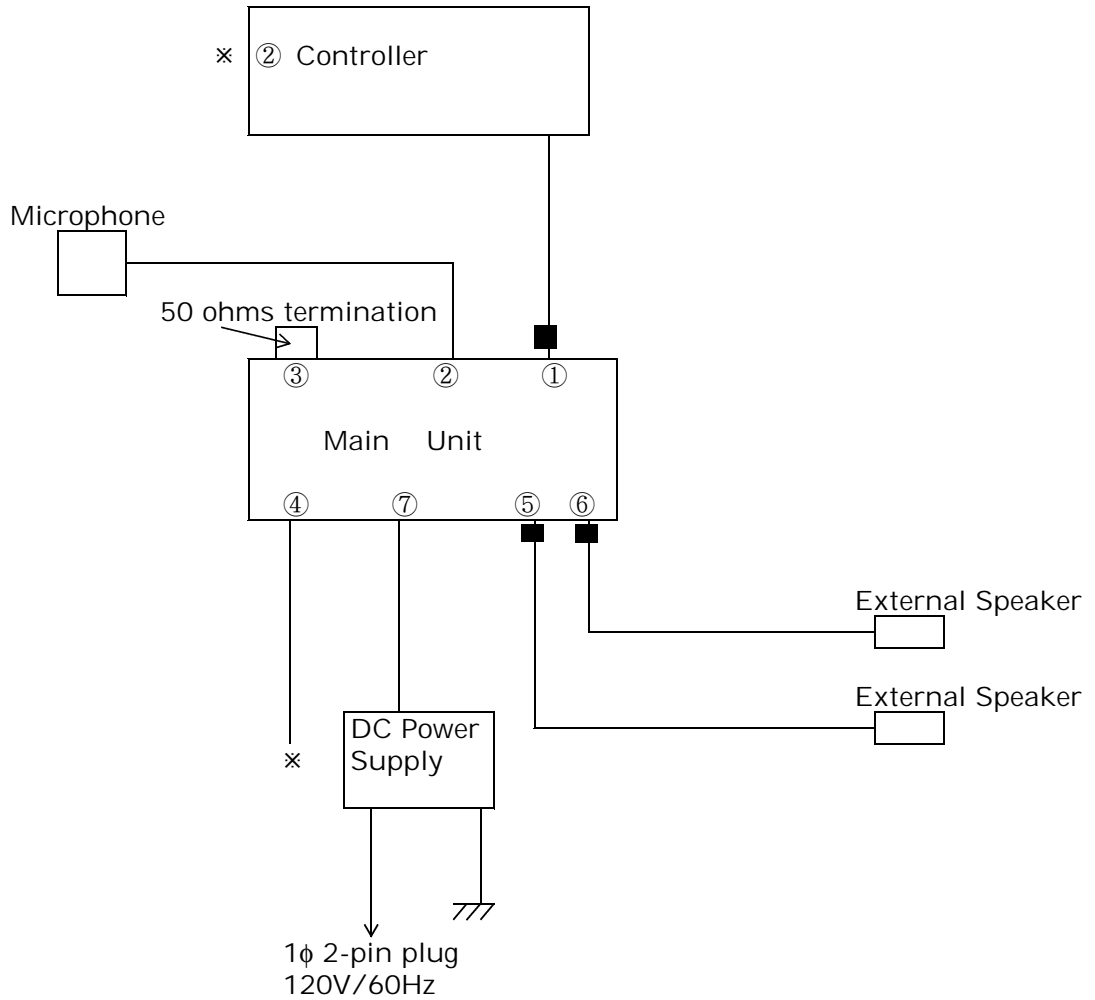 ※ ② Controller
Microphone
50 ohms termination
③ ② ①
Main Unit
④ ⑦ ⑤ ⑥
External Speaker
External Speaker
DC Power
Supply
※
1ϕ 2-pin plug
120V/60Hz